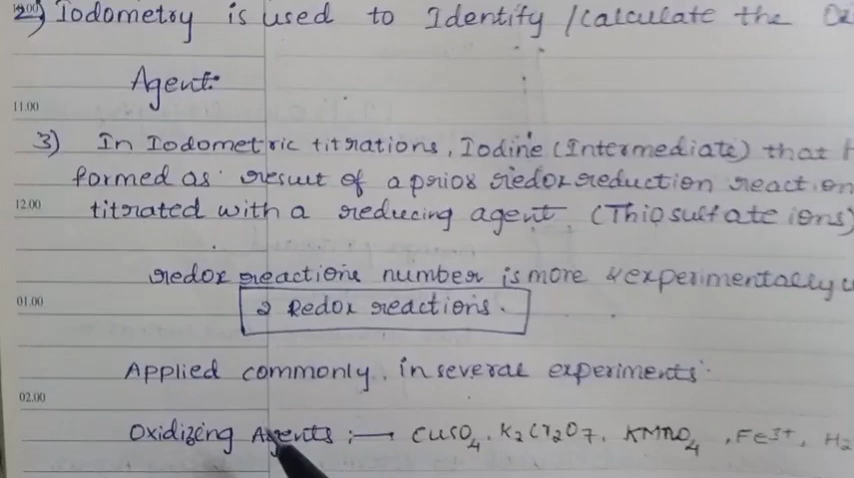 2) Iodometry is used to Identify / Calculate the
Agent:
11.00
3) In Iodometric titrations, Iodine (Intermediate) that
formed as result of a prior redox reduction reaction
12.00 titrated with a reducing agent, (Thiosulfate ions)
redox reactions number is more & experimentally
01.00
2 Redox reactions.
Applied commonly in several experiments
02.00
Oxidizing Agents :→ CuSO4. K2Cr2O7. KMnO4, Fe3+, H2